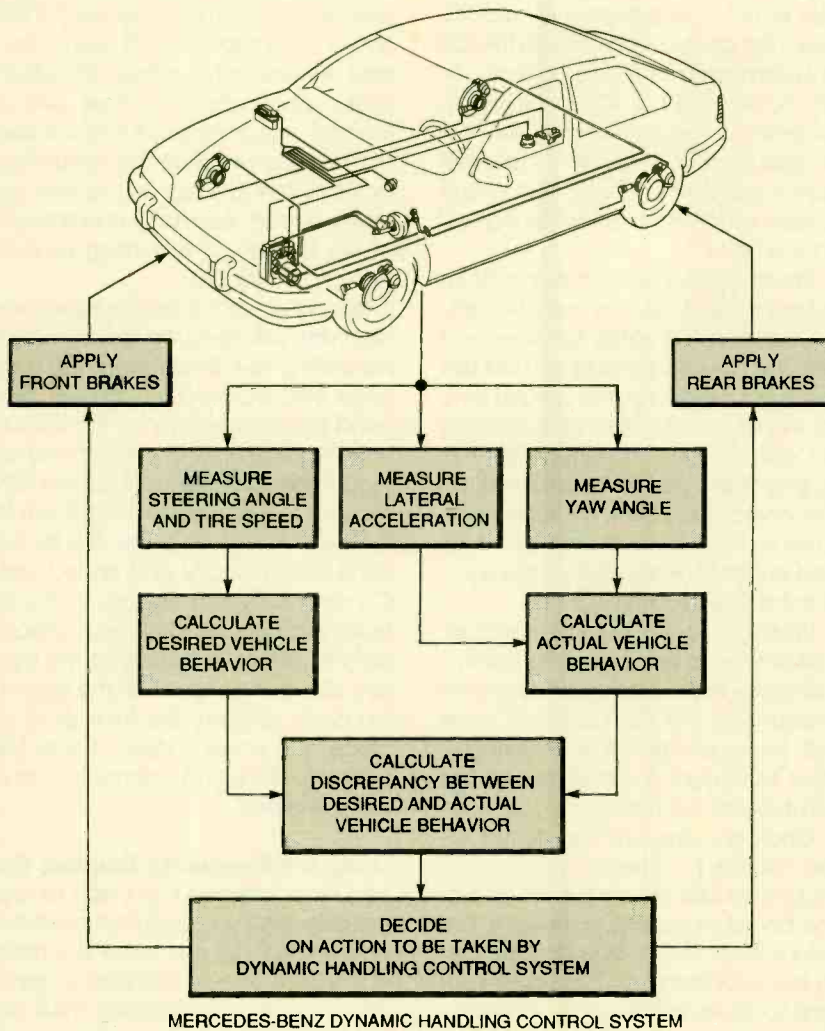 APPLY
FRONT BRAKES
APPLY
REAR BRAKES
MEASURE
STEERING ANGLE
AND TIRE SPEED
MEASURE
LATERAL
ACCELERATION
MEASURE
YAW ANGLE
CALCULATE
DESIRED VEHICLE
BEHAVIOR
CALCULATE
ACTUAL VEHICLE
BEHAVIOR
CALCULATE
DISCREPANCY BETWEEN
DESIRED AND ACTUAL
VEHICLE BEHAVIOR
DECIDE
ON ACTION TO BE TAKEN BY
DYNAMIC HANDLING CONTROL SYSTEM
MERCEDES-BENZ DYNAMIC HANDLING CONTROL SYSTEM